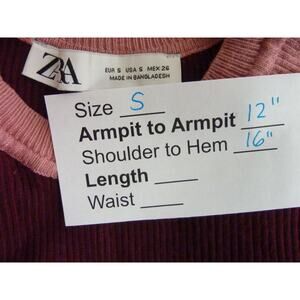 ZARA
EUR S USA S MEX 26
MADE IN BANGLADESH
Size S
Armpit to Armpit 12"
Shoulder to Hem 16"
Length
Waist